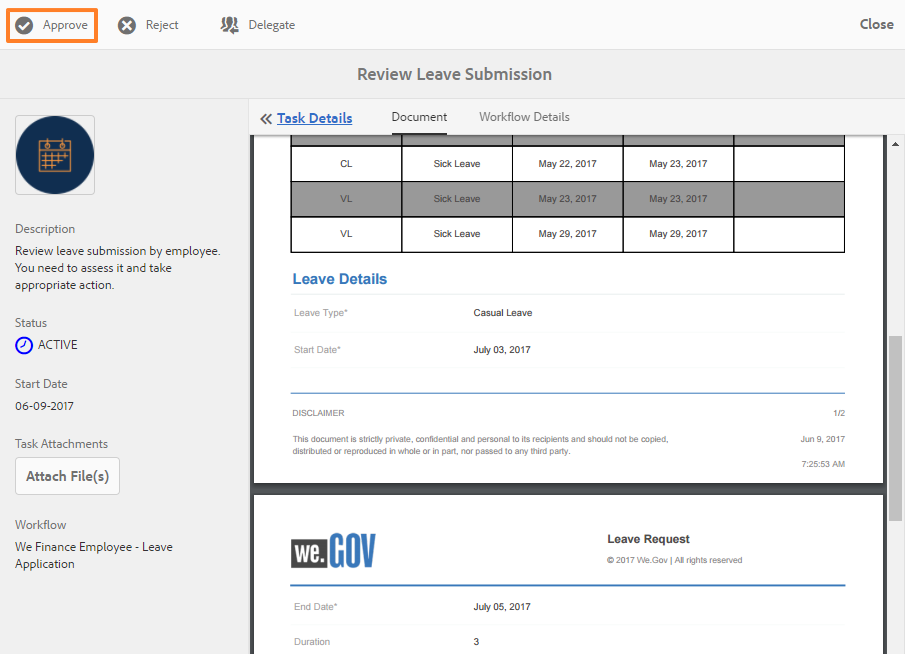 Approve Reject Delegate Close
Review Leave Submission
Task Details Document Workflow Details
Description
Review leave submission by employee.
You need to assess it and take
appropriate action.
Status
ACTIVE
Start Date
06-09-2017
Task Attachments
Attach File(s)
Workflow
We Finance Employee - Leave
Application
CL Sick Leave May 22, 2017 May 23, 2017
VL Sick Leave May 23, 2017 May 23, 2017
VL Sick Leave May 29, 2017 May 29, 2017
Leave Details
Leave Type* Casual Leave
Start Date* July 03, 2017
DISCLAIMER 1/2
This document is strictly private, confidential and personal to its recipients and should not be copied, Jun 9, 2017
distributed or reproduced in whole or in part, nor passed to any third party.
7:25:53 AM
we.GOV
Leave Request
© 2017 We.Gov | All rights reserved
End Date* July 05, 2017
Duration 3